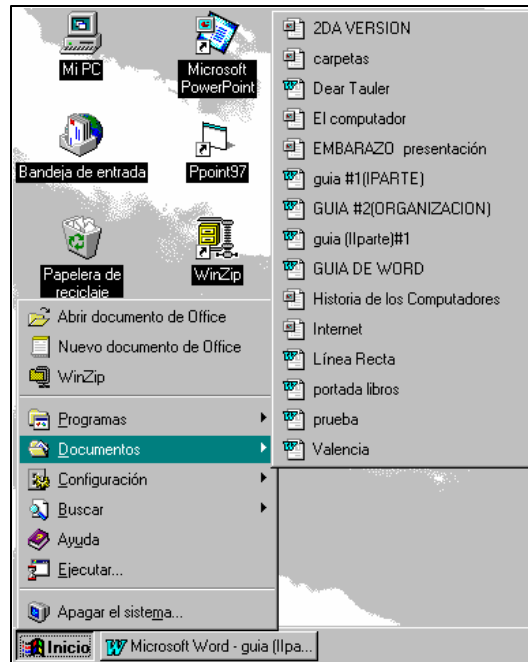 Mi PC
Microsoft
PowerPoint
Bandeja de entrada
Ppoint97
Papelera de
reciclaje
WinZip
Abrir documento de Office
Nuevo documento de Office
WinZip
Programas
Documentos
Configuración
Buscar
Ayuda
Ejecutar...
Apagar el sistema...
2DA VERSION
carpetas
Dear Tauler
El computador
EMBARAZO presentación
guia #1(IPARTE)
GUIA #2(ORGANIZACION)
guia (IIparte)#1
GUIA DE WORD
Historia de los Computadores
Internet
Línea Recta
portada libros
prueba
Valencia
Inicio
Microsoft Word - guia (IIpa...